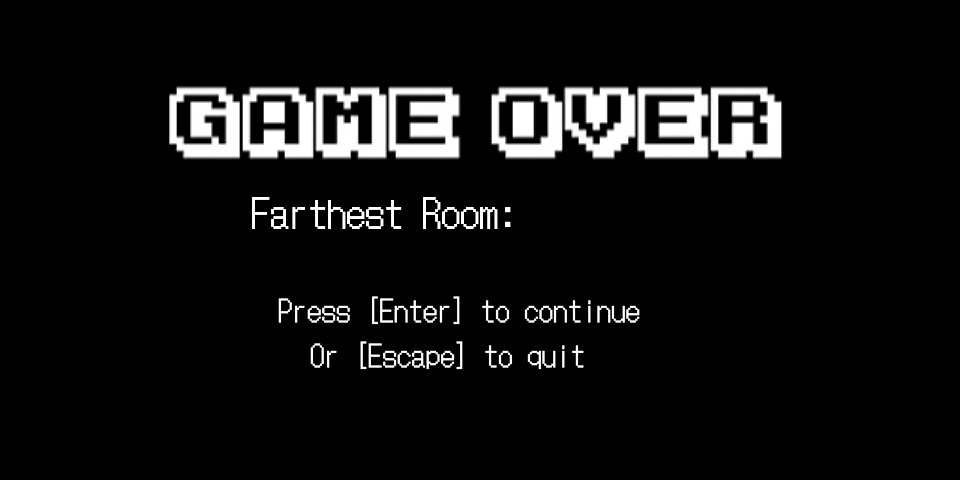 GAME OVER
Farthest Room:
Press [Enter] to continue
Or [Escape] to quit